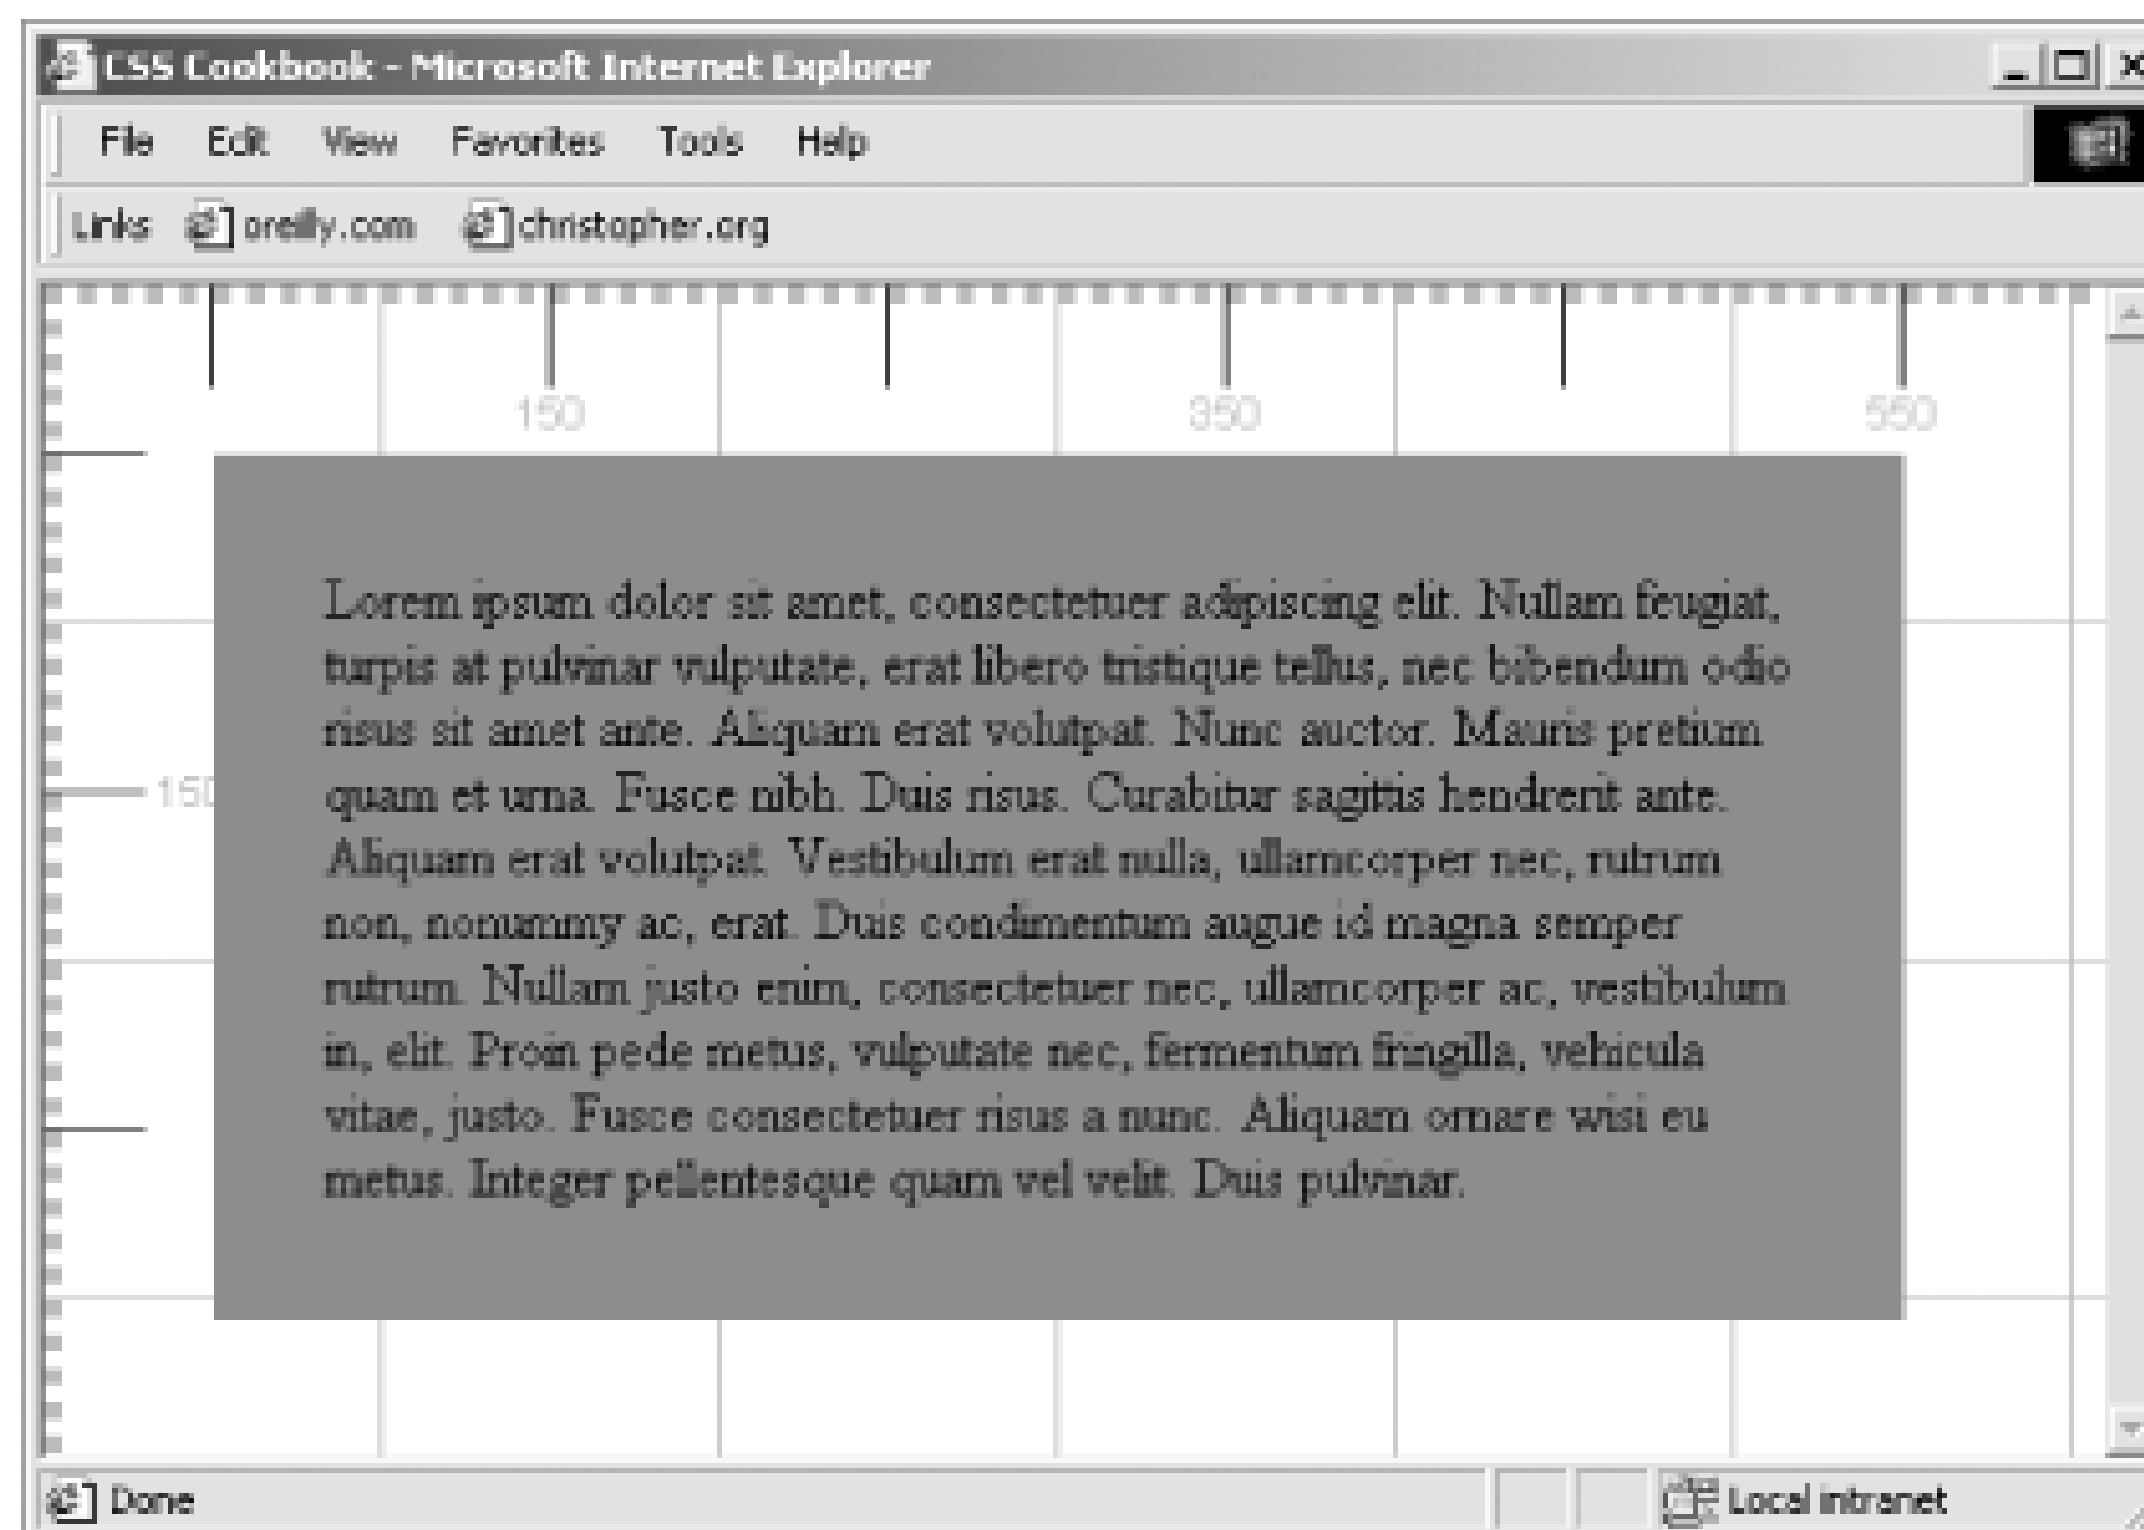 CSS Cookbook - Microsoft Internet Explorer
File Edit View Favorites Tools Help
Links oreilly.com christopher.org
150 350 550
Lorem ipsum dolor sit amet, consectetuer adipiscing elit. Nullam feugiat,
turpis at pulvinar vulputate, erat libero tristique tellus, nec bibendum odio
risus sit amet ante. Aliquam erat volutpat. Nunc auctor. Mauris pretium
quam et urna. Fusce nibh. Duis risus. Curabitur sagittis hendrerit ante.
150
Aliquam erat volutpat. Vestibulum erat nulla, ullamcorper nec, rutrum
non, nonummy ac, erat. Duis condimentum augue id magna semper
rutrum. Nullam justo enim, consectetuer nec, ullamcorper ac, vestibulum
in, elit. Proin pede metus, vulputate nec, fermentum fringilla, vehicula
vitae, justo. Fusce consectetuer risus a nunc. Aliquam ornare wisi eu
metus. Integer pellentesque quam vel velit. Duis pulvinar.
Done Local intranet